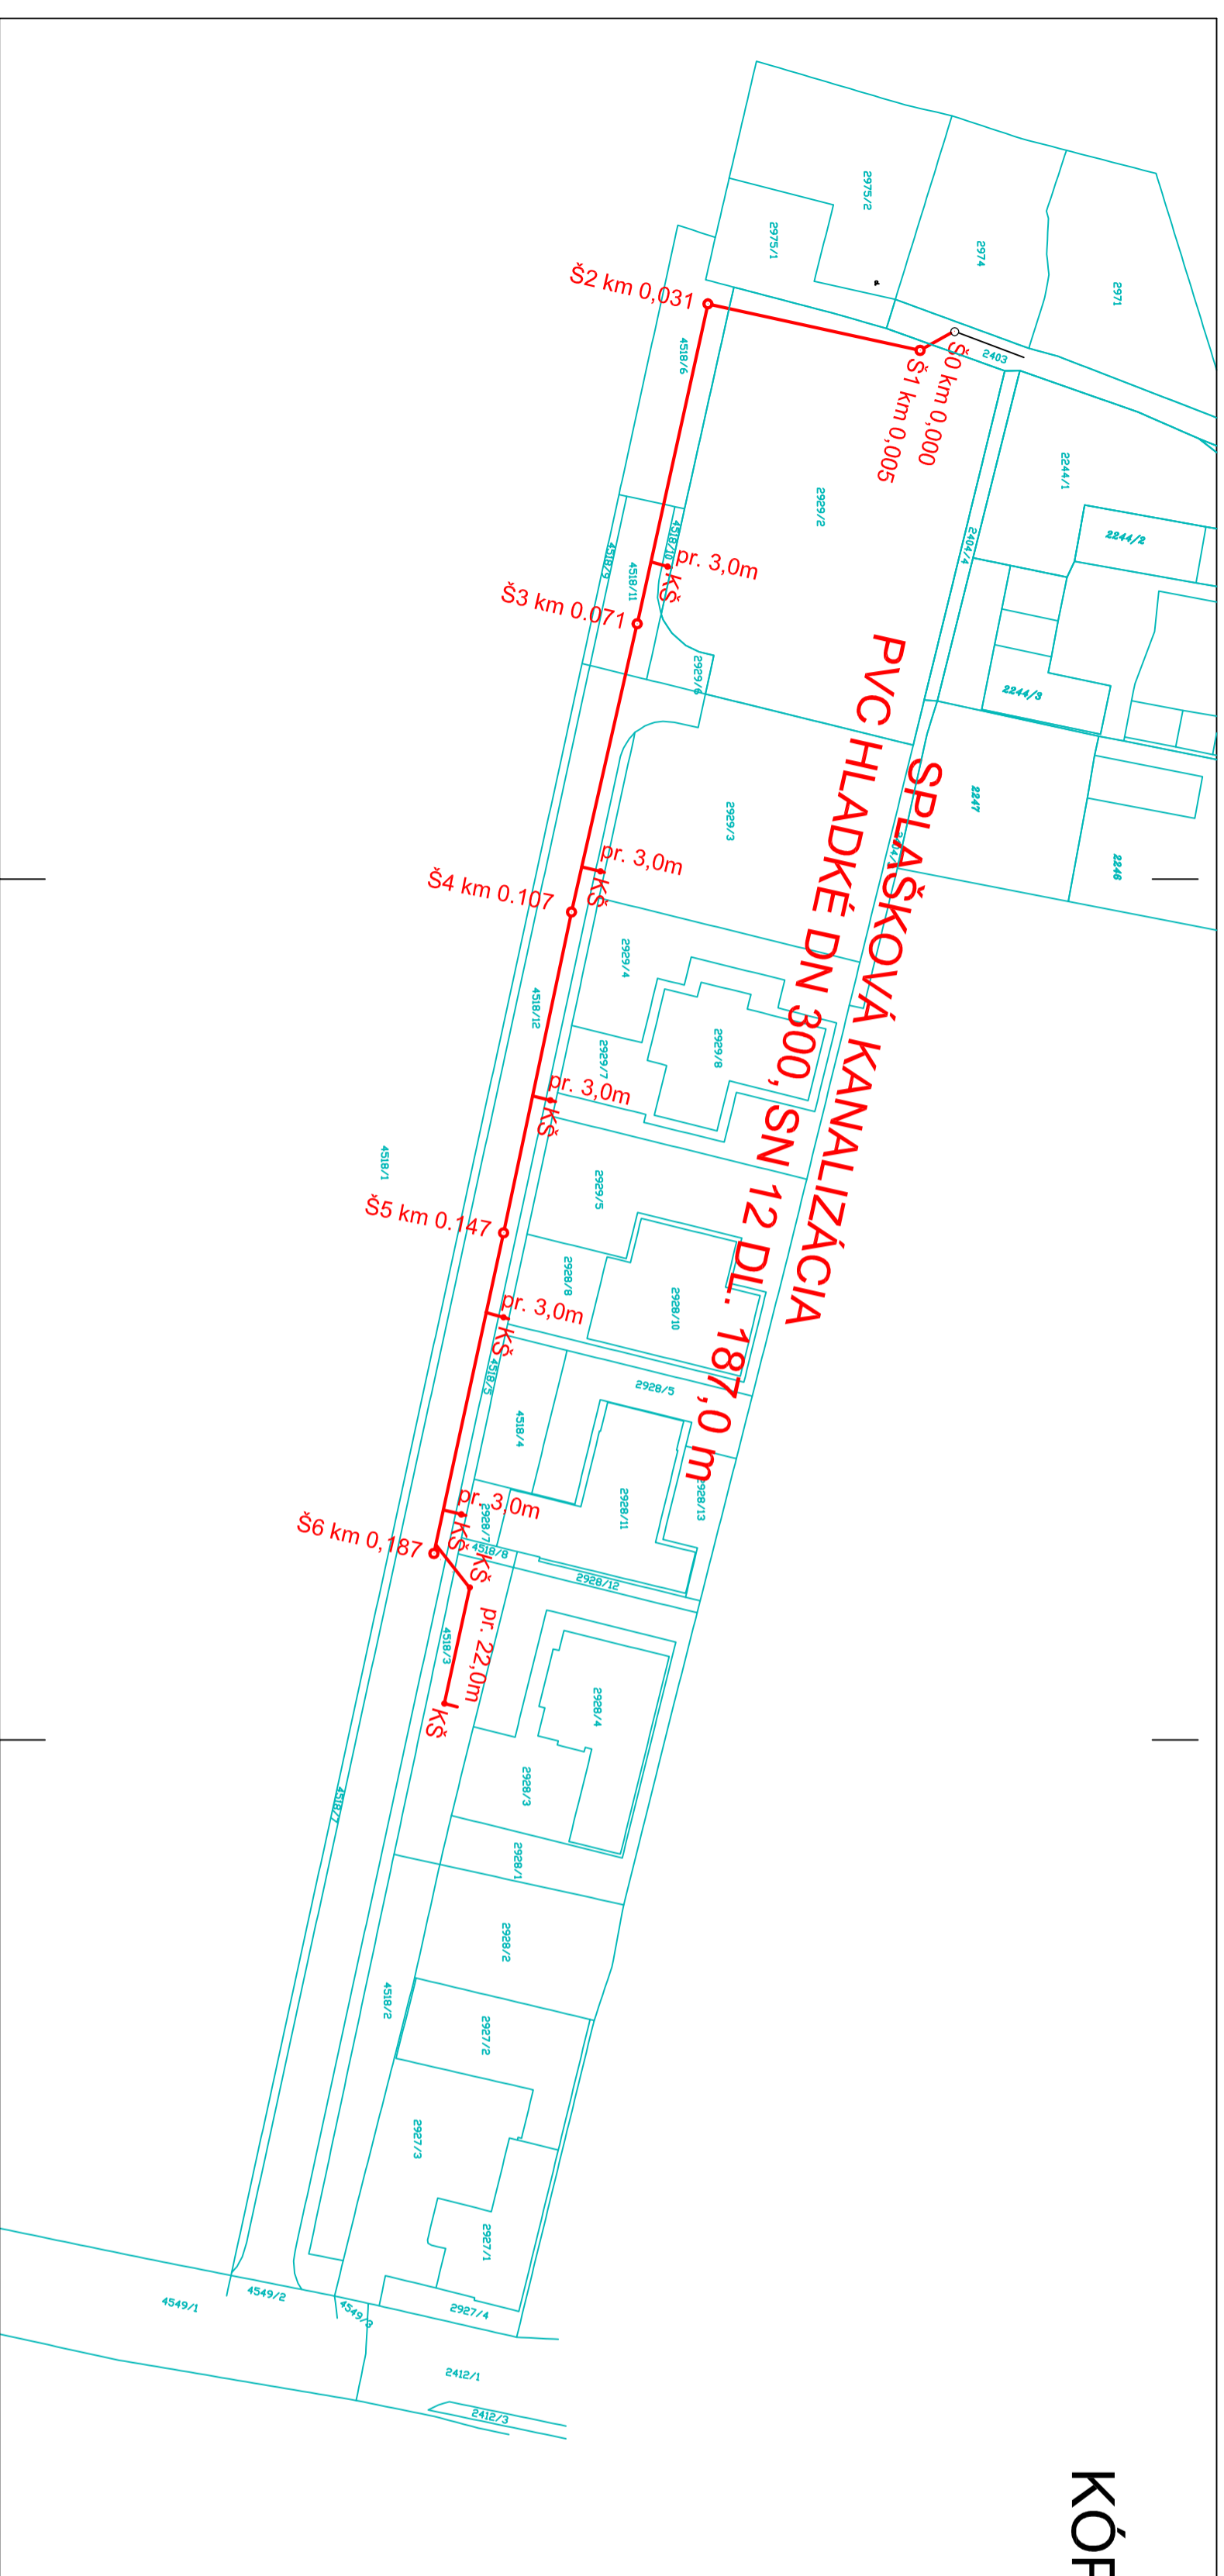 SPLAŠKOVÁ KANALIZÁCIA
PVC HLADKÉ DN 300, SN 12 DL. 187,0 m
Š0 km 0,000
Š1 km 0,005
Š2 km 0,031
Š3 km 0.071
Š4 km 0.107
Š5 km 0.147
Š6 km 0,187
pr. 3,0m
KŠ
pr. 3,0m
KŠ
pr. 3,0m
KŠ
pr. 3,0m
KŠ
pr. 3,0m
KŠ
KŠ
pr. 22,0m
KŠ
2975/2
2975/1
2974
2971
2403
4518/6
2929/2
2244/1
2244/2
2244/3
2404/4
4518/10
4518/11
4518/9
2929/6
2247
2246
2929/3
2929/4
2929/7
2929/8
4518/12
4518/1
2929/5
2928/8
2928/10
4518/5
2928/5
4518/4
2928/11
2928/13
2928/7
4518/8
2928/12
4518/3
2928/4
2928/3
4518/7
2928/1
2928/2
4518/2
2927/2
2927/3
2927/1
4549/1
4549/2
4549/3
2927/4
2412/1
2412/3